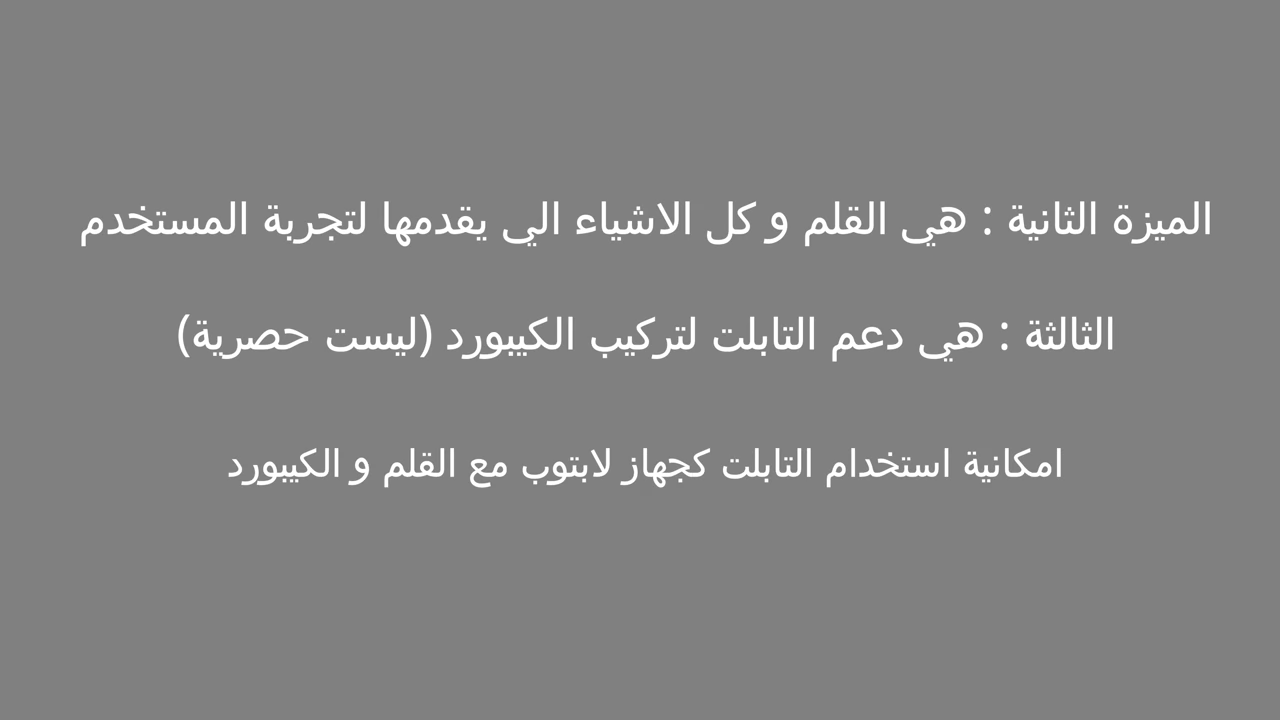 الميزة الثانية : هي القلم و كل الاشياء الي يقدمها لتجربة المستخدم
الثالثة : هي دعم التابلت لتركيب الكيبورد (ليست حصرية)
امكانية استخدام التابلت كجهاز لابتوب مع القلم و الكيبورد